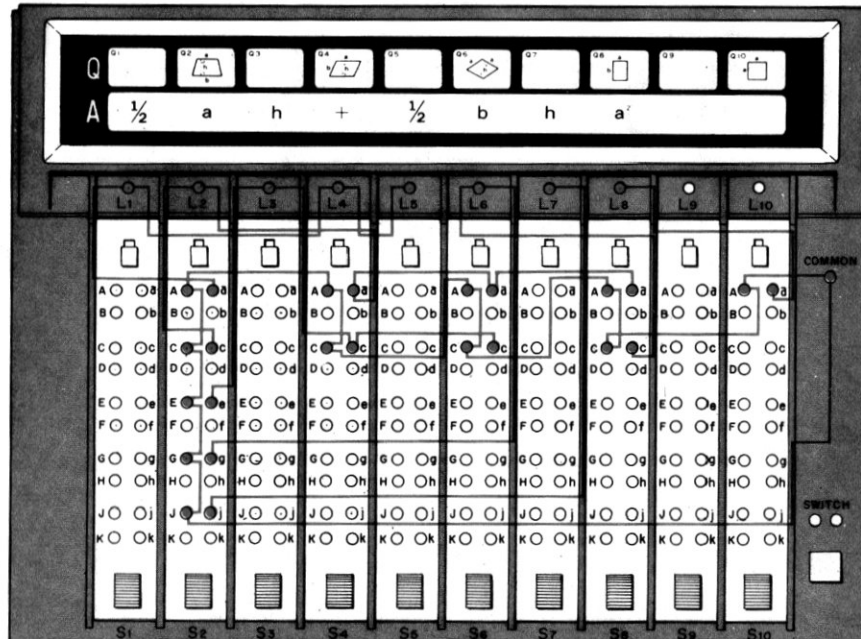 Q1 Q2 Q3 Q4 Q5 Q6 Q7 Q8 Q9 Q10
a a a a a
Q h b h h b a
b
A ½ a h + ½ b h a²
L1 L2 L3 L4 L5 L6 L7 L8 L9 L10
COMMON
A a A a A a A a A a A a A a A a A a A a
B b B b B b B b B b B b B b B b B b B b
C c C c C c C c C c C c C c C c C c C c
D d D d D d D d D d D d D d D d D d D d
E e E e E e E e E e E e E e E e E e E e
F f F f F f F f F f F f F f F f F f F f
G g G g G g G g G g G g G g G g G g G g
H h H h H h H h H h H h H h H h H h H h
SWITCH
J j J j J j J j J j J j J j J j J j J j
K k K k K k K k K k K k K k K k K k K k
S1 S2 S3 S4 S5 S6 S7 S8 S9 S10